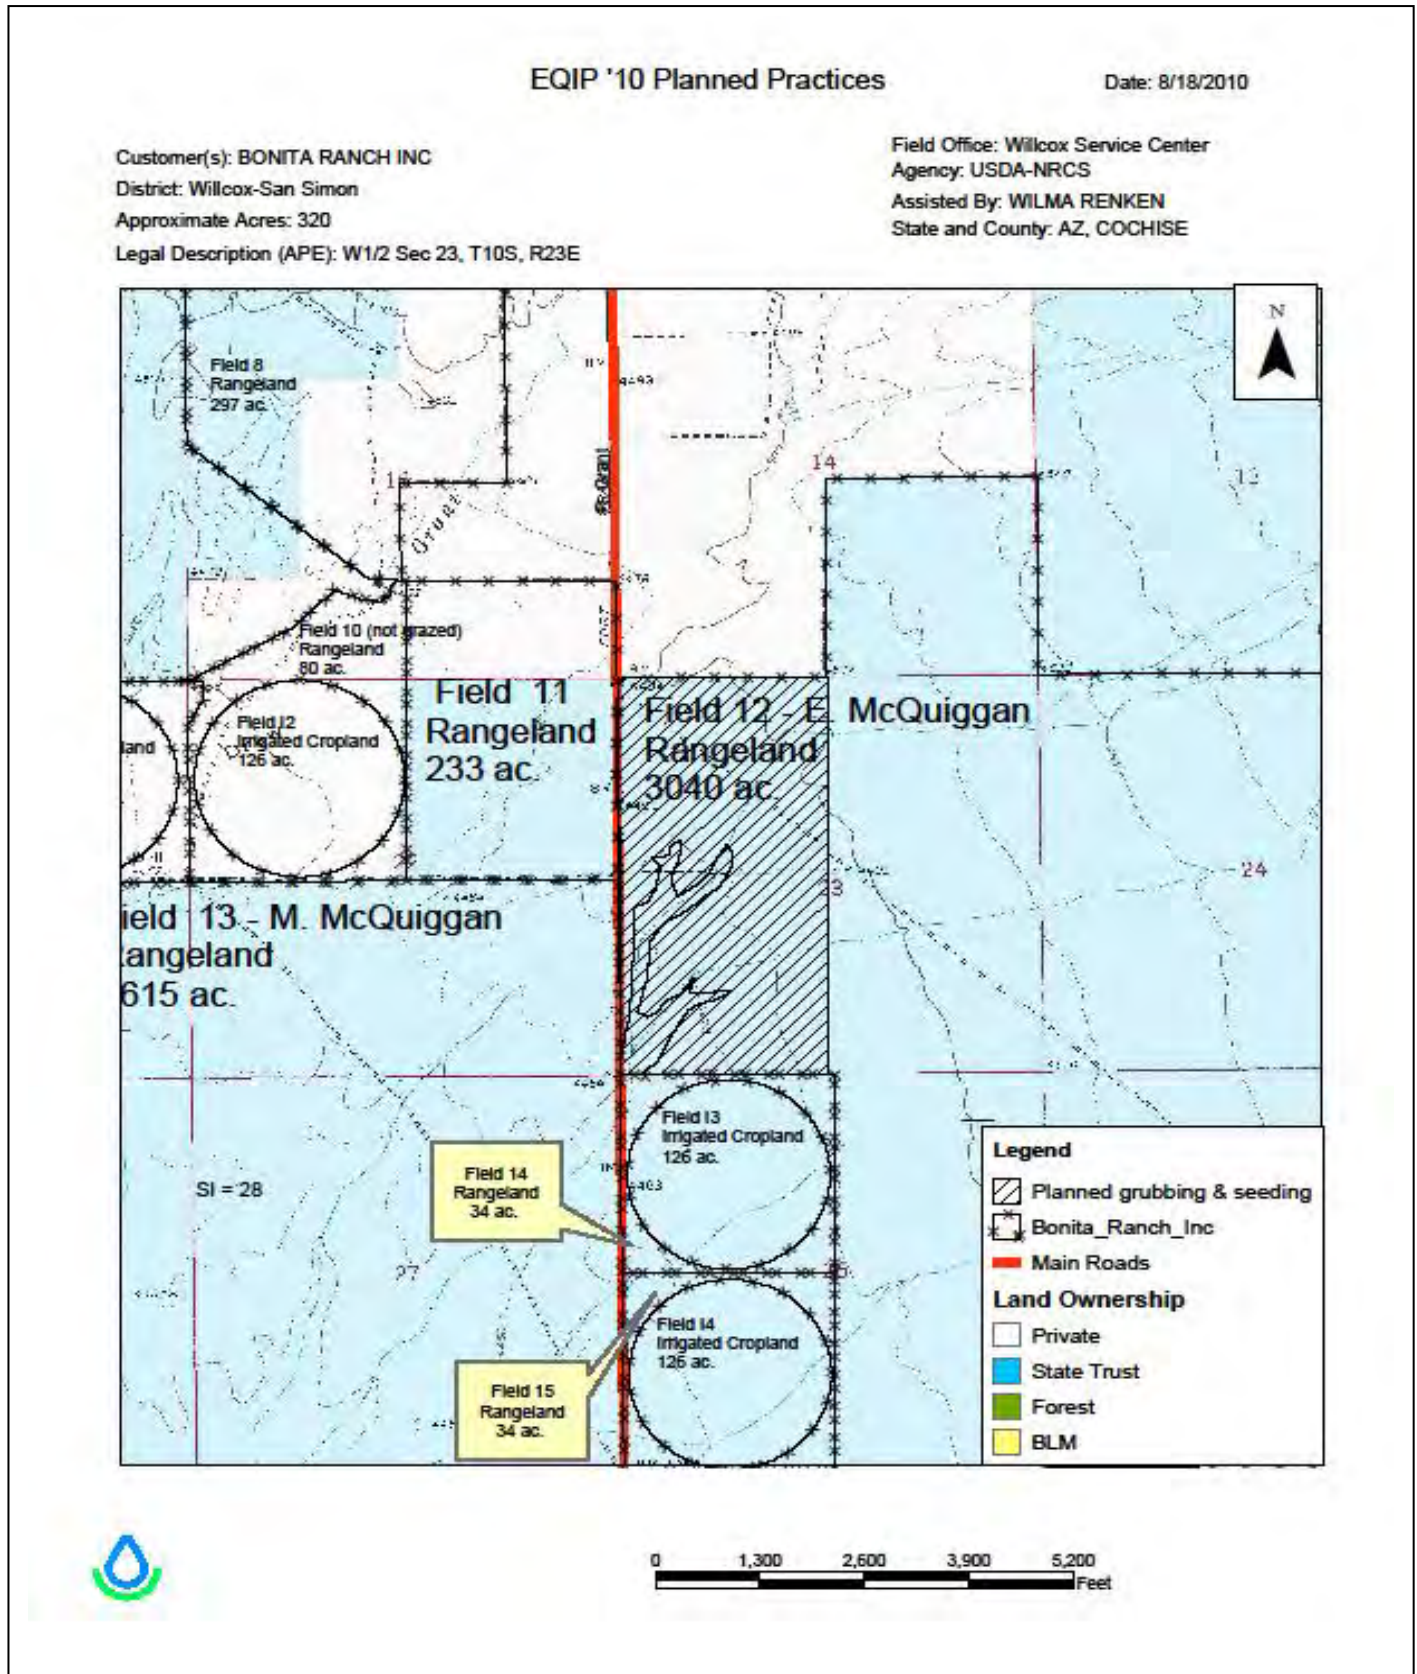 EQIP '10 Planned Practices
Date: 8/18/2010
Customer(s): BONITA RANCH INC
District: Willcox-San Simon
Approximate Acres: 320
Legal Description (APE): W1/2 Sec 23, T10S, R23E
Field Office: Willcox Service Center
Agency: USDA-NRCS
Assisted By: WILMA RENKEN
State and County: AZ, COCHISE
N
Field 8
Rangeland
297 ac.
14
Field 10 (not grazed)
Rangeland
80 ac.
Field 11
Rangeland
233 ac.
Field 12 - E. McQuiggan
Rangeland
3040 ac.
Field I2
Irrigated Cropland
126 ac.
land
24
ield 13 - M. McQuiggan
angeland
615 ac.
SI = 28
Field I3
Irrigated Cropland
126 ac.
Field 14
Rangeland
34 ac.
Field I4
Irrigated Cropland
126 ac.
Field 15
Rangeland
34 ac.
Legend
Planned grubbing & seeding
Bonita_Ranch_Inc
Main Roads
Land Ownership
Private
State Trust
Forest
BLM
0 1,300 2,600 3,900 5,200
Feet